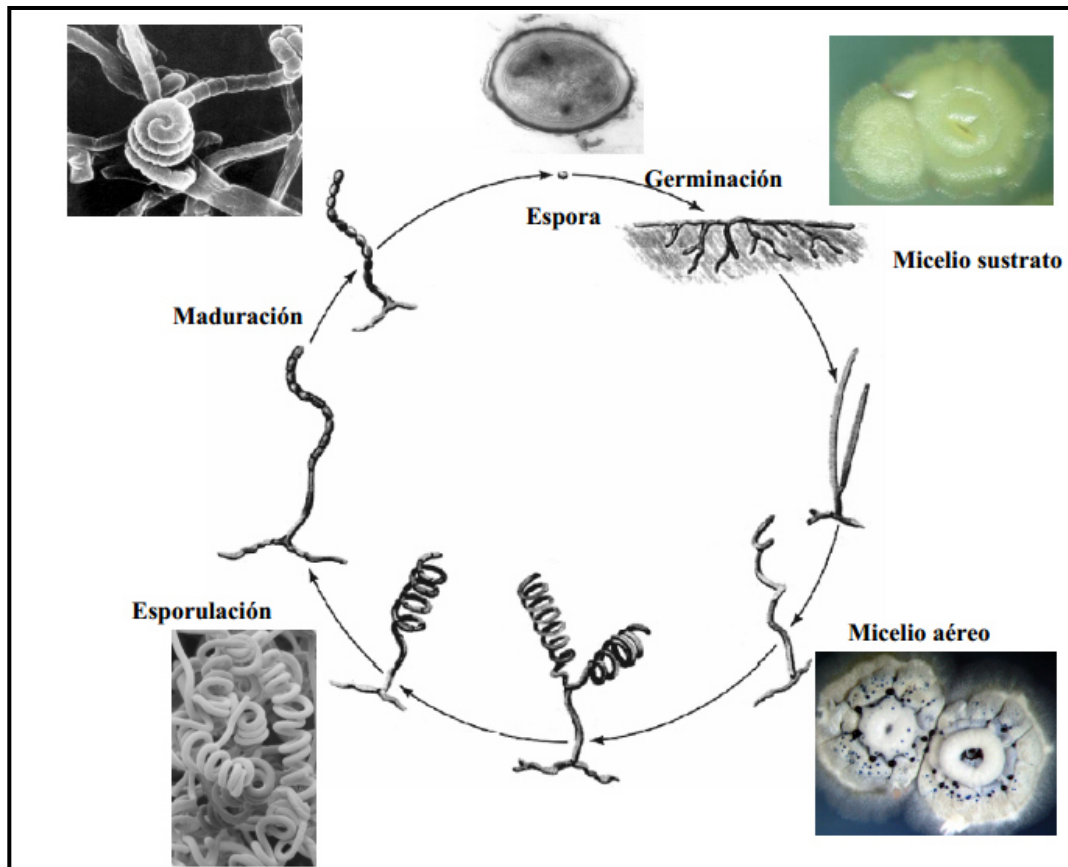 Germinación
Espora
Micelio sustrato
Maduración
Esporulación
Micelio aéreo